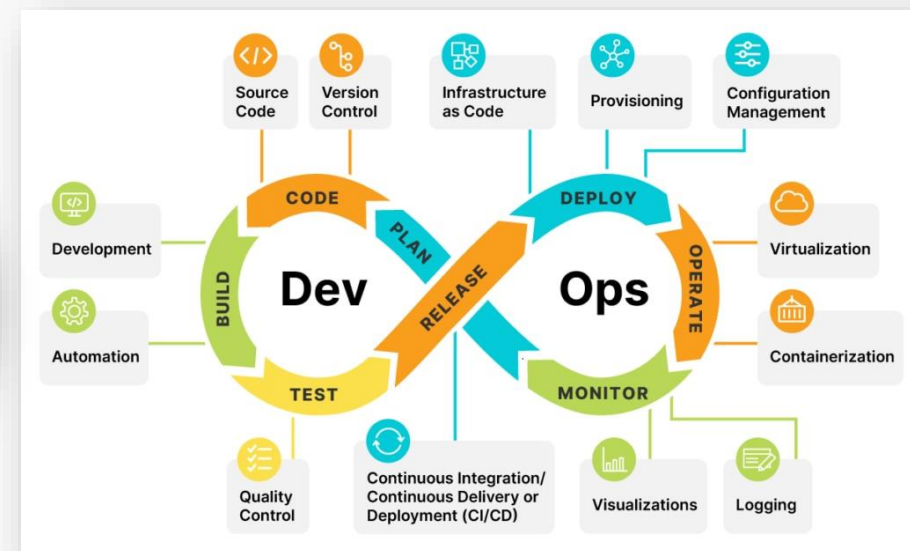 Source
Code
Version
Control
Infrastructure
as Code
Provisioning
Configuration
Management
CODE
PLAN
DEPLOY
Development
Automation
BUILD
Dev
RELEASE
Ops
OPERATE
Virtualization
Containerization
TEST
MONITOR
Quality
Control
Continuous Integration/
Continuous Delivery or
Deployment (CI/CD)
Visualizations
Logging